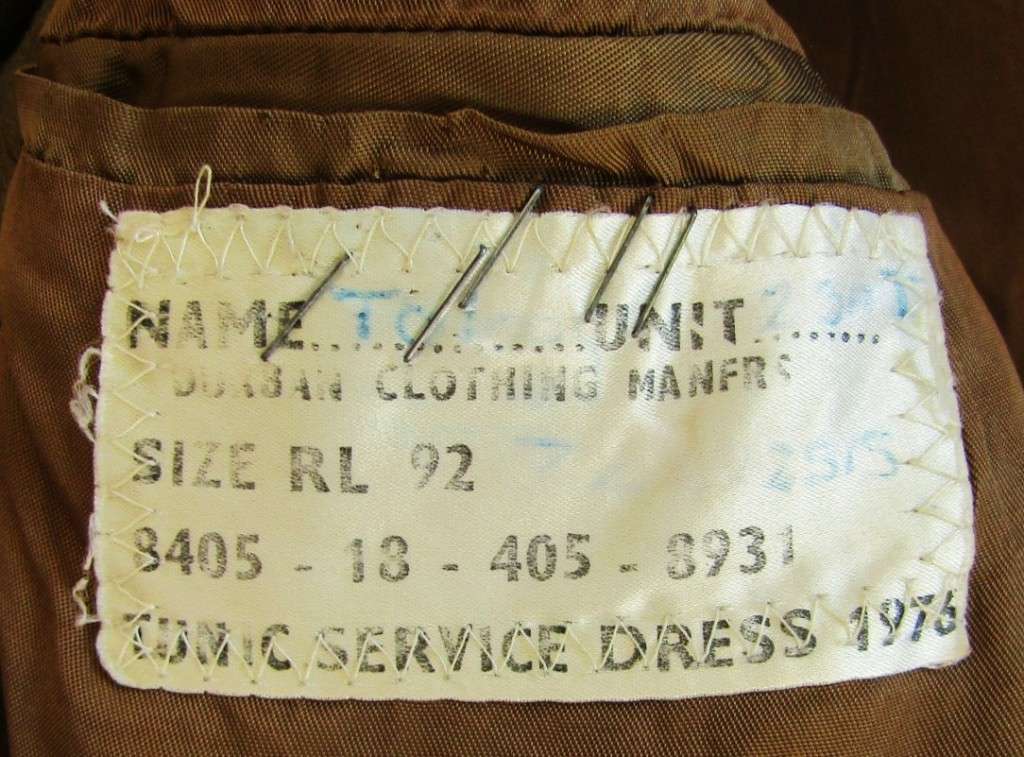 NAME..................UNIT..........
DURBAN CLOTHING MANFRS
SIZE RL 92
8405 - 18 - 405 - 8931
TUNIC SERVICE DRESS 1976